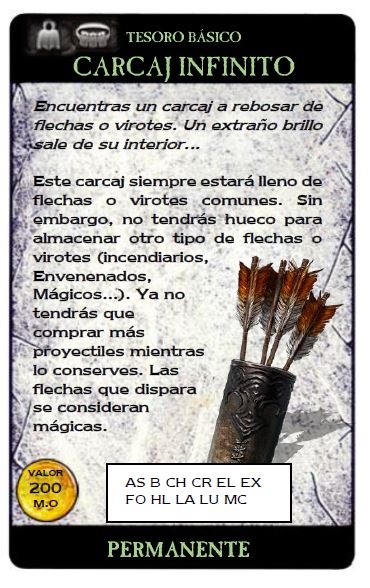 TESORO BÁSICO
CARCAJ INFINITO
Encuentras un carcaj a rebosar de
flechas o virotes. Un extraño brillo
sale de su interior...
Este carcaj siempre estará lleno de
flechas o virotes comunes. Sin
embargo, no tendrás hueco para
almacenar otro tipo de flechas o
virotes (incendiarios,
Envenenados,
Mágicos...). Ya no
tendrás que
comprar más
proyectiles mientras
lo conserves. Las
flechas que dispara
se consideran
mágicas.
VALOR
200
M.O
AS B CH CR EL EX
FO HL LA LU MC
PERMANENTE